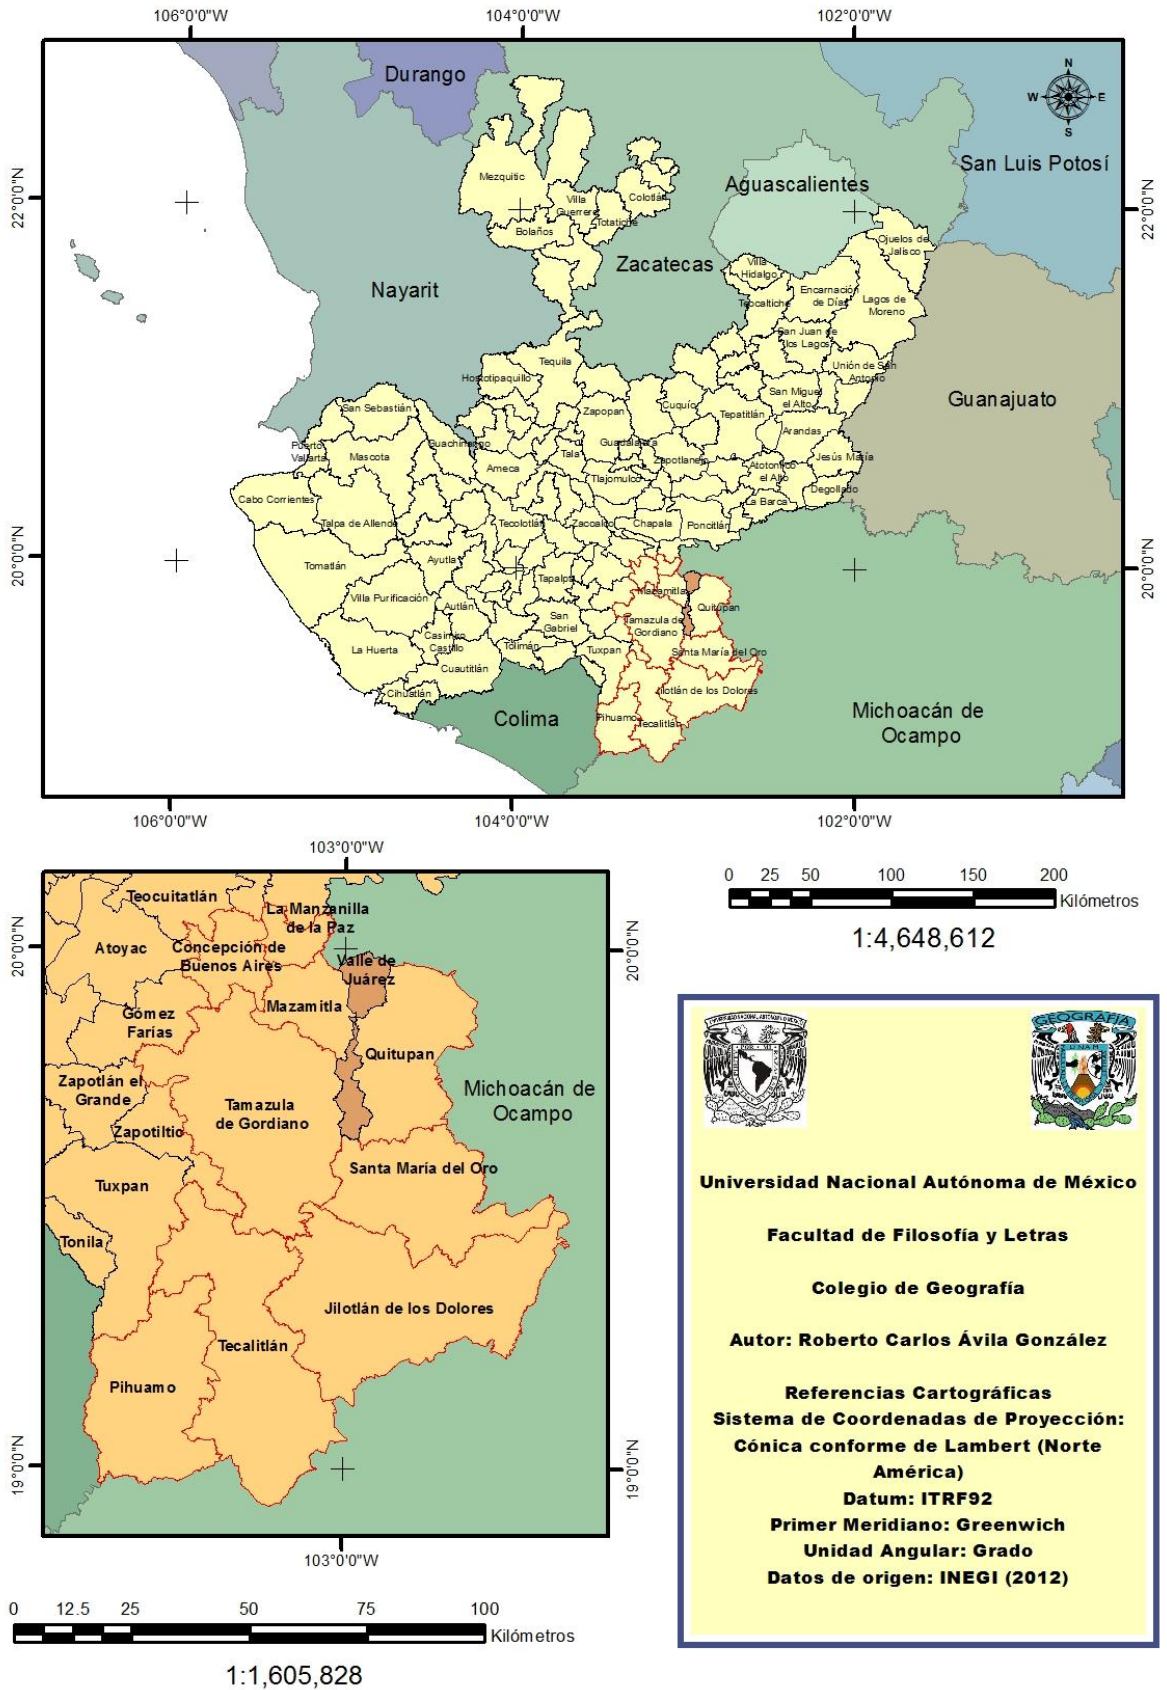 106°0'0"W 104°0'0"W 102°0'0"W
22°0'0"N
20°0'0"N
22°0'0"N
20°0'0"N
N
W E
S
Durango
San Luis Potosí
Aguascalientes
Zacatecas
Nayarit
Guanajuato
Colima
Michoacán de
Ocampo
Mezquitic
Villa
Guerrero
Colotlán
Totatiche
Bolaños
Ojuelos de
Jalisco
Villa
Hidalgo
Teocaltiche
Encarnación
de Días
Lagos de
Moreno
San Juan de
los Lagos
Unión de San
Antonio
Tequila
Hostotipaquillo
San Miguel
el Alto
San Sebastián
Zapopan
Cuquío
Tepatitlán
Arandas
Puerto
Vallarta
Mascota
Guachinango
Ameca
Tala
Guadalajara
Zapotlanejo
Tlajomulco
Atotonilco
el Alto
Jesús María
Degollado
La Barca
Cabo Corrientes
Talpa de Allende
Tecolotlán
Zacoalco
Chapala
Poncitlán
Tomatlán
Ayutla
Tapalpa
Mazamitla
Villa Purificación
Autlán
Quitupan
San
Gabriel
Tamazula de
Gordiano
La Huerta
Casimiro
Castillo
Tolimán
Tuxpan
Santa María del Oro
Cuautitlán
Cihuatlán
Jilotlán de los Dolores
Pihuamo
Tecalitlán
106°0'0"W 104°0'0"W 102°0'0"W
103°0'0"W
20°0'0"N
19°0'0"N
20°0'0"N
19°0'0"N
Teocuitatlán
La Manzanilla
de la Paz
Atoyac
Concepción de
Buenos Aires
Valle de
Juárez
Mazamitla
Gómez
Farías
Quitupan
Zapotlán el
Grande
Tamazula
de Gordiano
Michoacán de
Ocampo
Zapotiltic
Santa María del Oro
Tuxpan
Tonila
Jilotlán de los Dolores
Tecalitlán
Pihuamo
103°0'0"W
0 12.5 25 50 75 100
Kilómetros
1:1,605,828
0 25 50 100 150 200
Kilómetros
1:4,648,612
GEOGRAFÍA
UNAM
Universidad Nacional Autónoma de México
Facultad de Filosofía y Letras
Colegio de Geografía
Autor: Roberto Carlos Ávila González
Referencias Cartográficas
Sistema de Coordenadas de Proyección:
Cónica conforme de Lambert (Norte
América)
Datum: ITRF92
Primer Meridiano: Greenwich
Unidad Angular: Grado
Datos de origen: INEGI (2012)